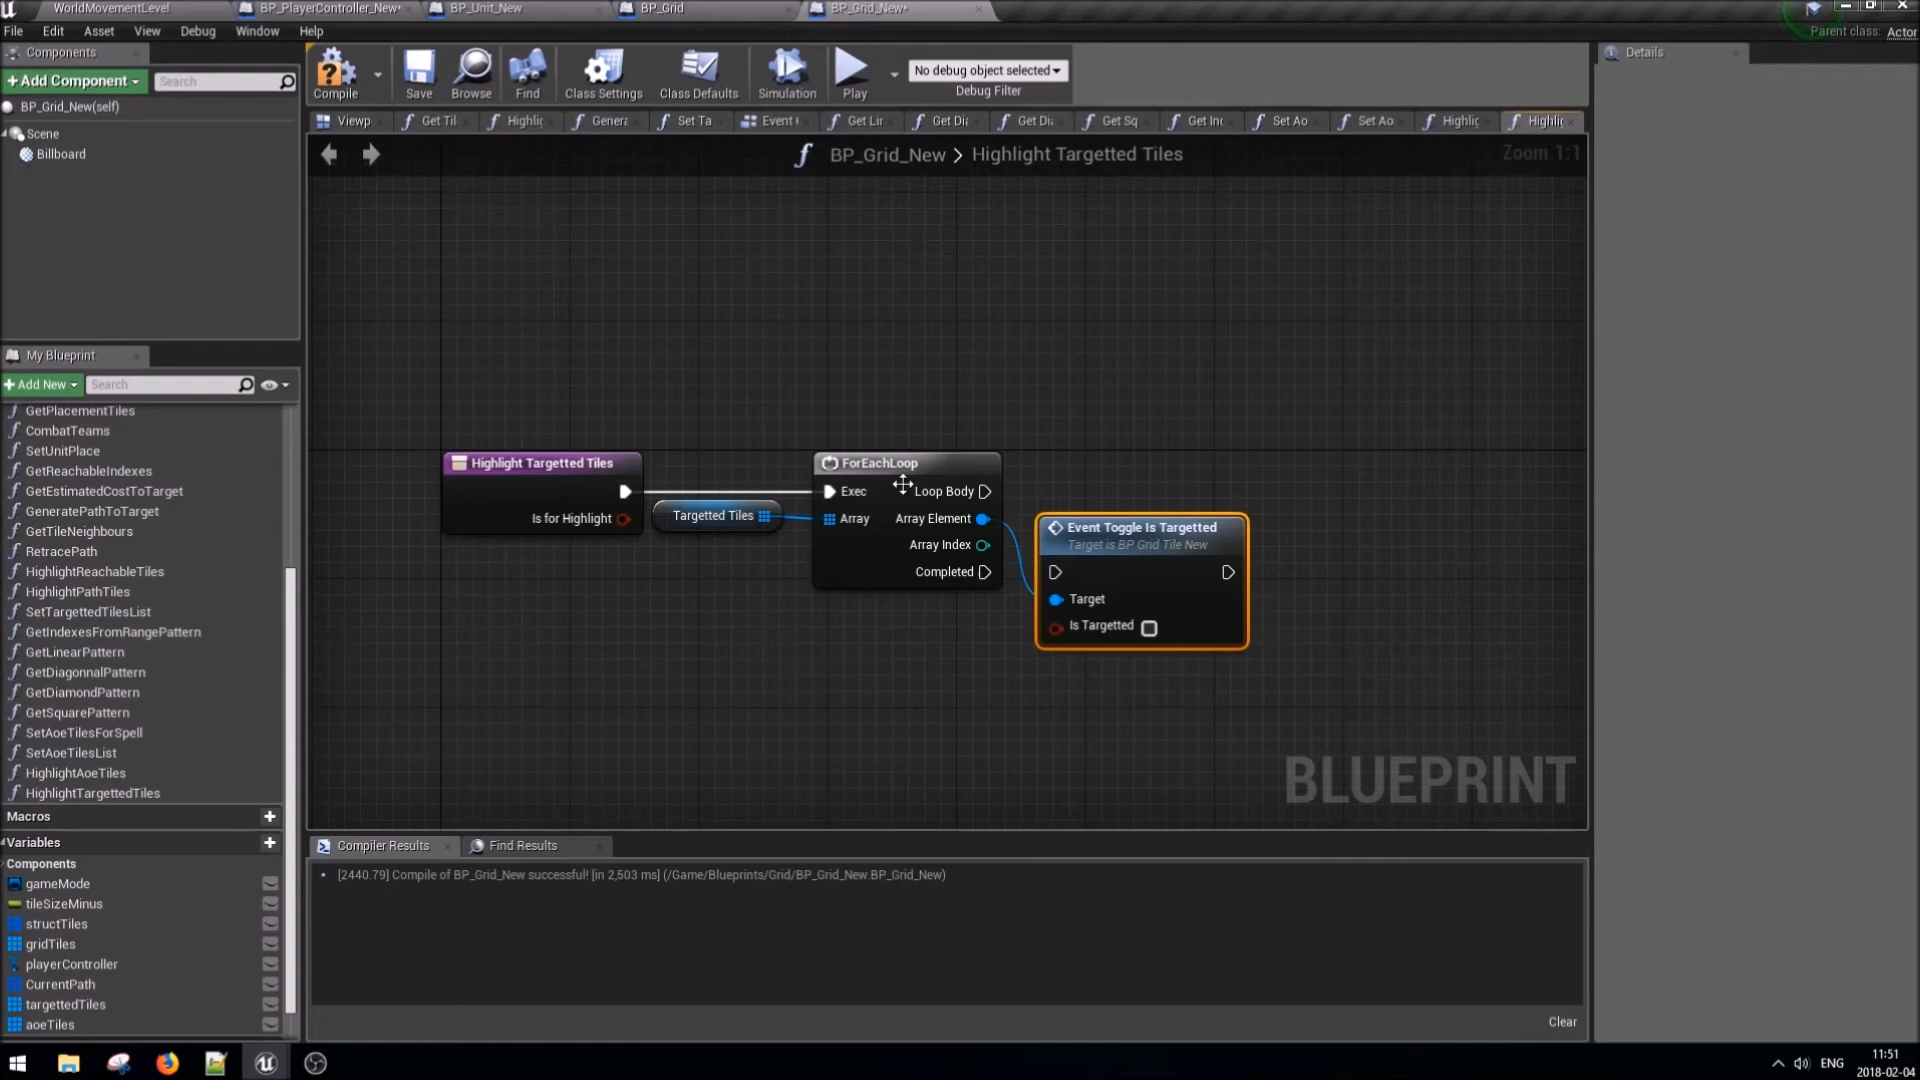 WorldMovementLevel
BP_PlayerController_New*
BP_Unit_New
BP_Grid
BP_Grid_New*
File Edit Asset View Debug Window Help
Parent class: Actor
Components
+Add Component
Search
BP_Grid_New(self)
Scene
Billboard
Compile
Save
Browse
Find
Class Settings
Class Defaults
Simulation
Play
No debug object selected
Debug Filter
Details
Viewp
Get Til
Highlig
Genera
Set Ta
Event
Get Lir
Get Dia
Get Di
Get Sq
Get Inc
Set Ao
Set Ao
Highlig
Highlig
BP_Grid_New > Highlight Targetted Tiles
Zoom 1:1
My Blueprint
+Add New
Search
GetPlacementTiles
CombatTeams
SetUnitPlace
GetReachableIndexes
GetEstimatedCostToTarget
GeneratePathToTarget
GetTileNeighbours
RetracePath
HighlightReachableTiles
HighlightPathTiles
SetTargettedTilesList
GetIndexesFromRangePattern
GetLinearPattern
GetDiagonnalPattern
GetDiamondPattern
GetSquarePattern
SetAoeTilesForSpell
SetAoeTilesList
HighlightAoeTiles
HighlightTargettedTiles
Macros
Variables
Components
gameMode
tileSizeMinus
structTiles
gridTiles
playerController
CurrentPath
targettedTiles
aoeTiles
Highlight Targetted Tiles
Is for Highlight
Targetted Tiles
ForEachLoop
Exec
Loop Body
Array
Array Element
Array Index
Completed
Event Toggle Is Targetted
Target is BP Grid Tile New
Target
Is Targetted
BLUEPRINT
Compiler Results
Find Results
[2440.79] Compile of BP_Grid_New successful! [in 2,503 ms] (/Game/Blueprints/Grid/BP_Grid_New.BP_Grid_New)
Clear
ENG
11:51
2018-02-04